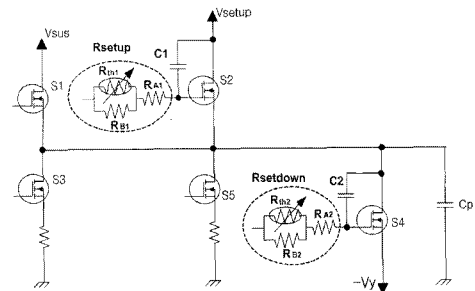 Vsus
Vsetup
Rsetup
C1
Rth1
RA1
RB1
S1
S2
S3
S5
Rsetdown
C2
Rth2
RA2
RB2
S4
Cp
-Vy